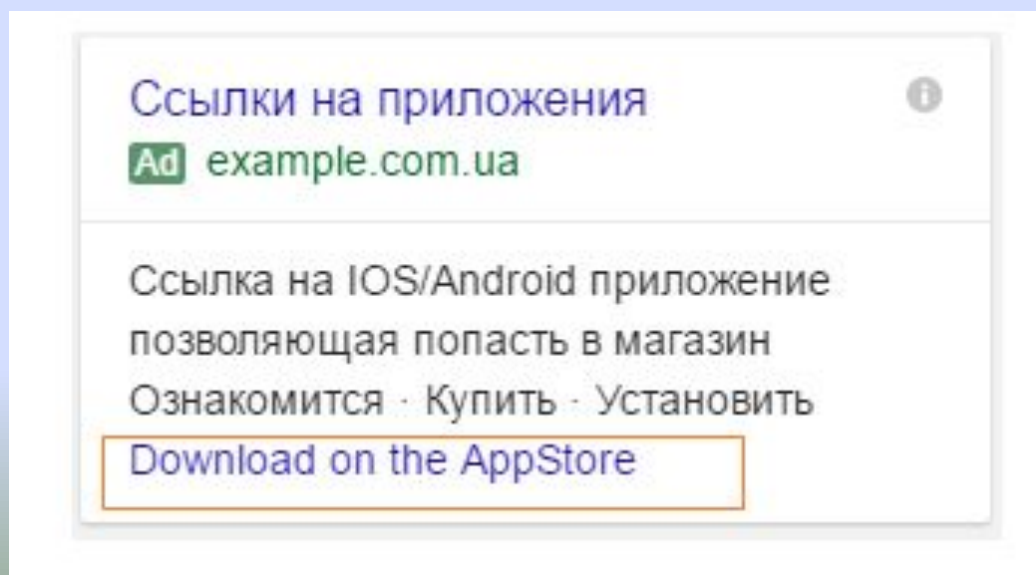 Ссылки на приложения
Ad example.com.ua
Ссылка на IOS/Android приложение
позволяющая попасть в магазин
Ознакомится · Купить · Установить
Download on the AppStore